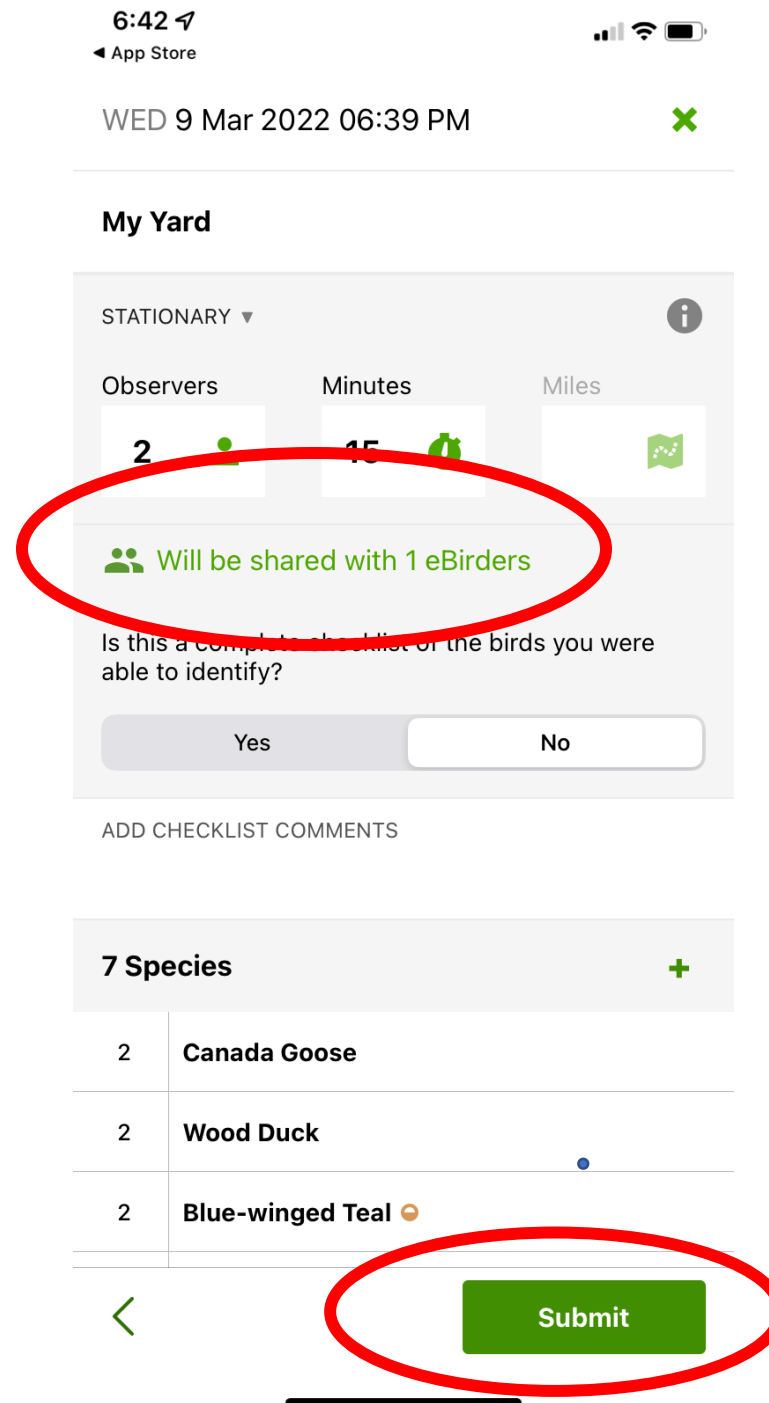 6:42
◀ App Store
WED 9 Mar 2022 06:39 PM
My Yard
STATIONARY ▼
Observers Minutes Miles
2 15
Will be shared with 1 eBirders
Is this a complete checklist of the birds you were
able to identify?
Yes No
ADD CHECKLIST COMMENTS
7 Species +
2 Canada Goose
2 Wood Duck
2 Blue-winged Teal
Submit